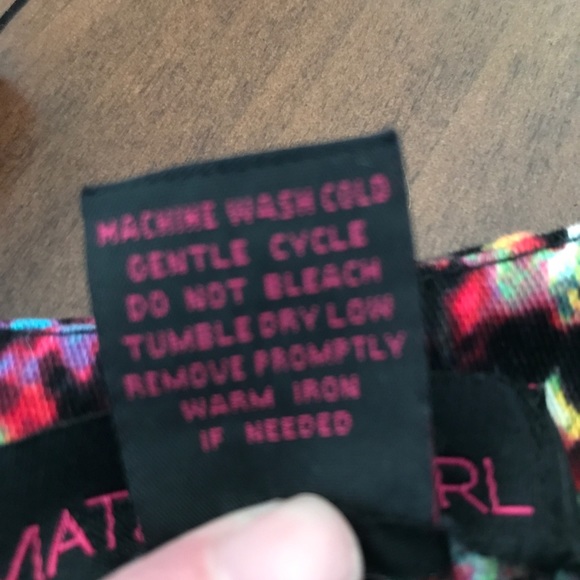 MACHINE WASH COLD
GENTLE CYCLE
DO NOT BLEACH
TUMBLE DRY LOW
REMOVE PROMPTLY
WARM IRON
IF NEEDED